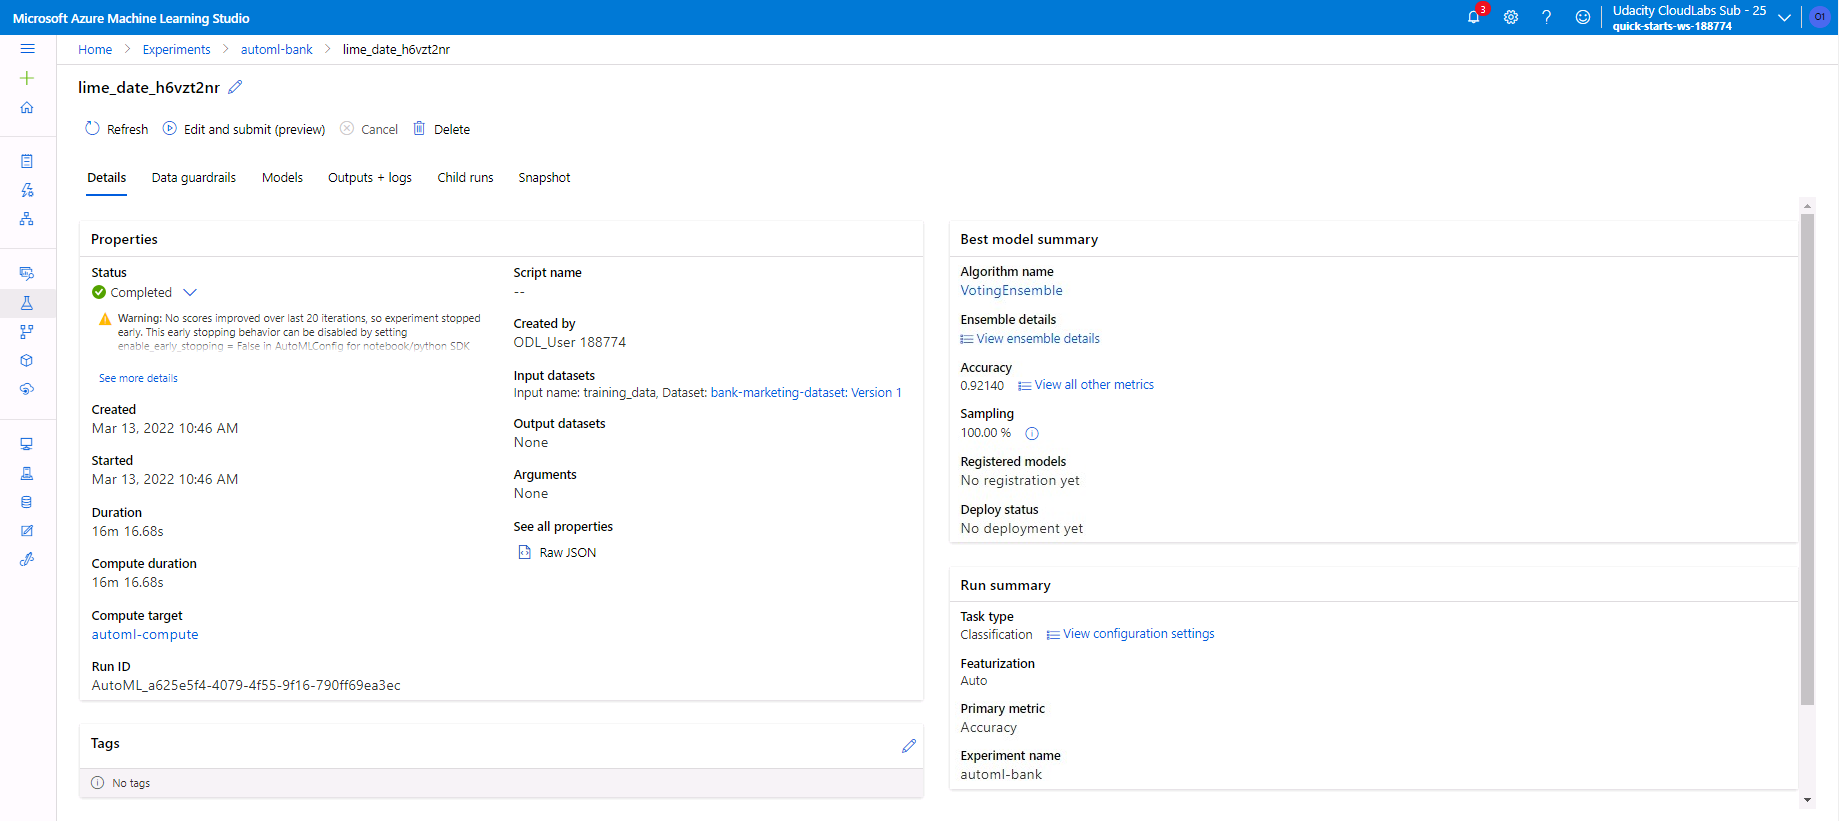 Microsoft Azure Machine Learning Studio
3
Udacity CloudLabs Sub - 25
quick-starts-ws-188774
O1
Home > Experiments > automl-bank > lime_date_h6vzt2nr
lime_date_h6vzt2nr
Refresh Edit and submit (preview) Cancel Delete
Details Data guardrails Models Outputs + logs Child runs Snapshot
Properties
Status
Completed
Warning: No scores improved over last 20 iterations, so experiment stopped
early. This early stopping behavior can be disabled by setting
enable_early_stopping = False in AutoMLConfig for notebook/python SDK
See more details
Created
Mar 13, 2022 10:46 AM
Started
Mar 13, 2022 10:46 AM
Duration
16m 16.68s
Compute duration
16m 16.68s
Compute target
automl-compute
Run ID
AutoML_a625e5f4-4079-4f55-9f16-790ff69ea3ec
Script name
--
Created by
ODL_User 188774
Input datasets
Input name: training_data, Dataset: bank-marketing-dataset: Version 1
Output datasets
None
Arguments
None
See all properties
Raw JSON
Tags
No tags
Best model summary
Algorithm name
VotingEnsemble
Ensemble details
View ensemble details
Accuracy
0.92140 View all other metrics
Sampling
100.00 %
Registered models
No registration yet
Deploy status
No deployment yet
Run summary
Task type
Classification View configuration settings
Featurization
Auto
Primary metric
Accuracy
Experiment name
automl-bank